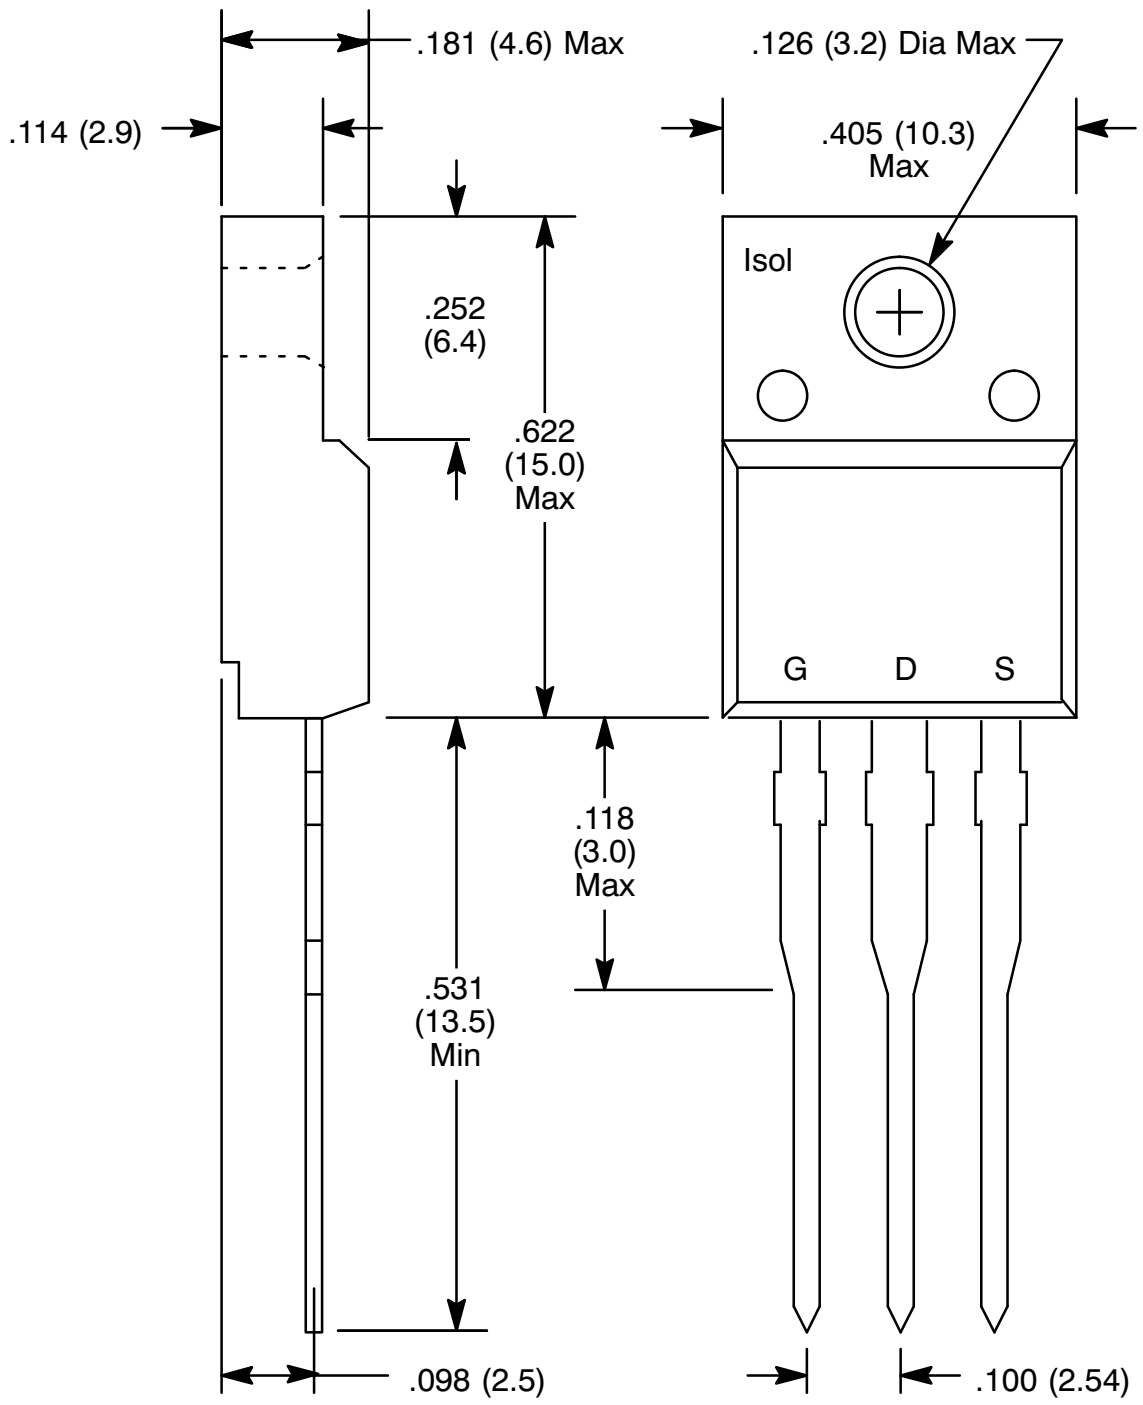 .181 (4.6) Max
.126 (3.2) Dia Max
.114 (2.9)
.405 (10.3)
Max
Isol
.252
(6.4)
.622
(15.0)
Max
G D S
.118
(3.0)
Max
.531
(13.5)
Min
.098 (2.5)
.100 (2.54)